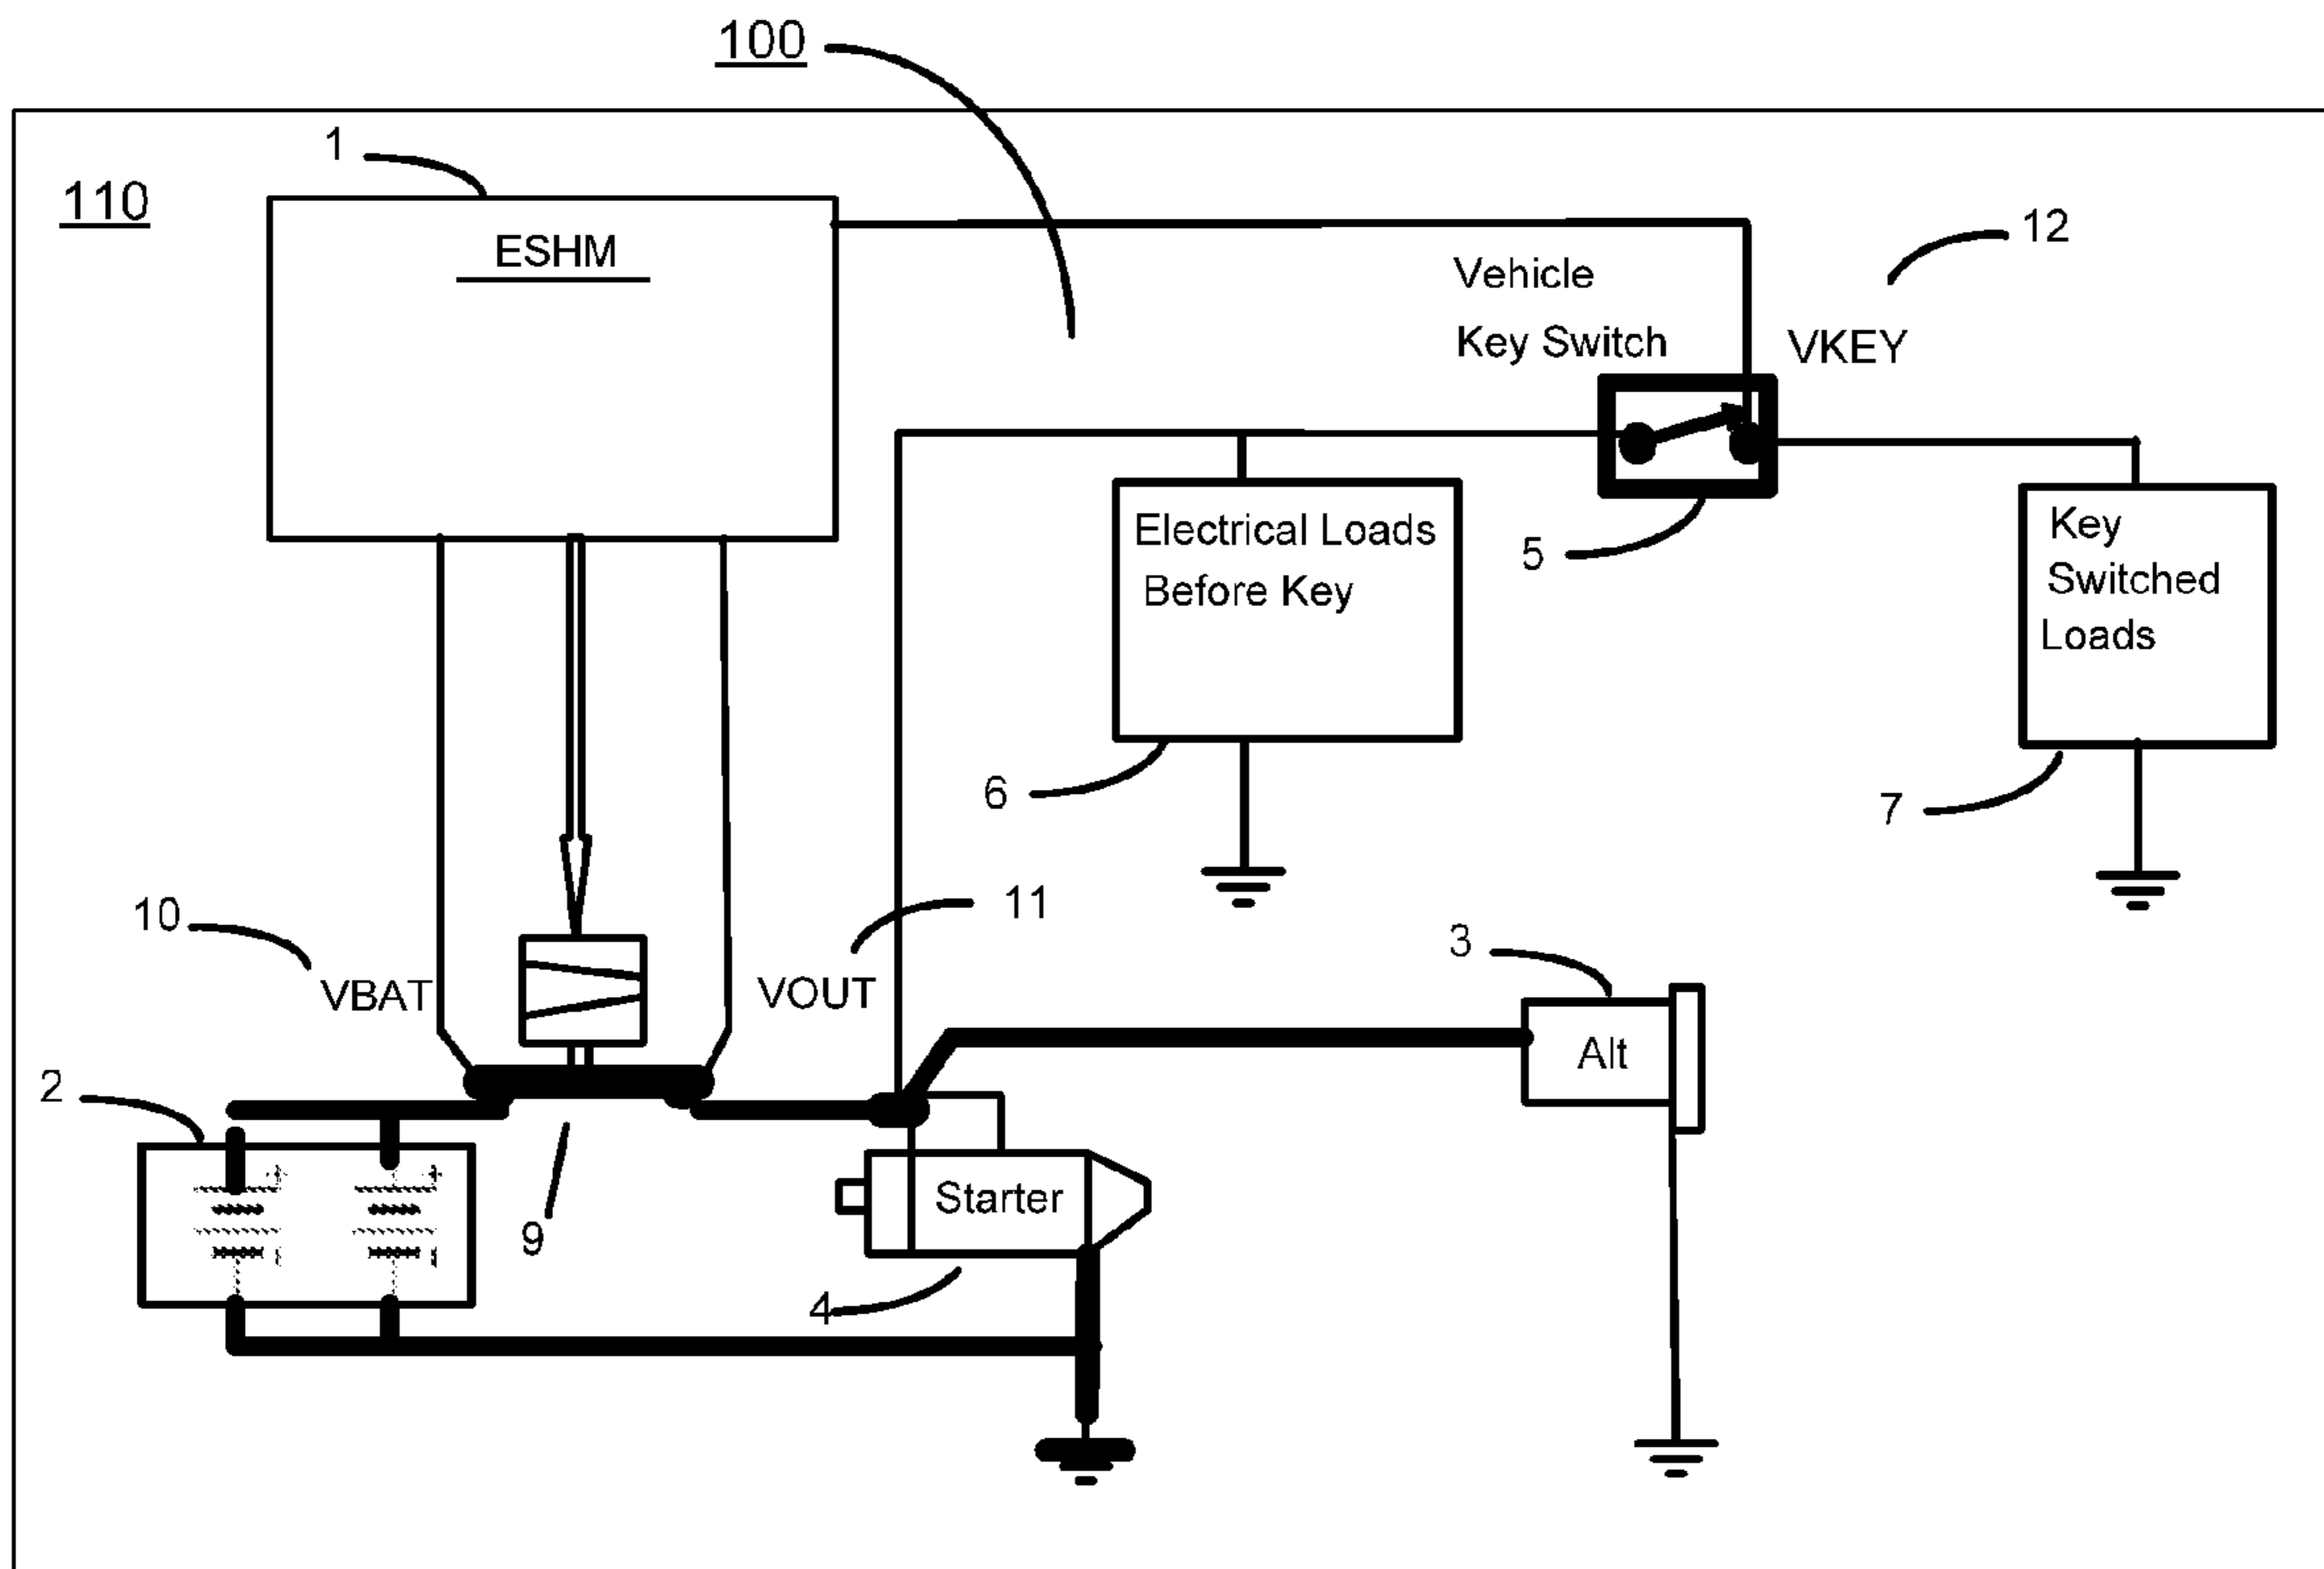 100
1
110
ESHM
12
Vehicle
Key Switch
VKEY
Electrical Loads
Before Key
5
Key
Switched
Loads
6
7
10
11
3
VBAT
VOUT
Alt
2
Starter
9
4